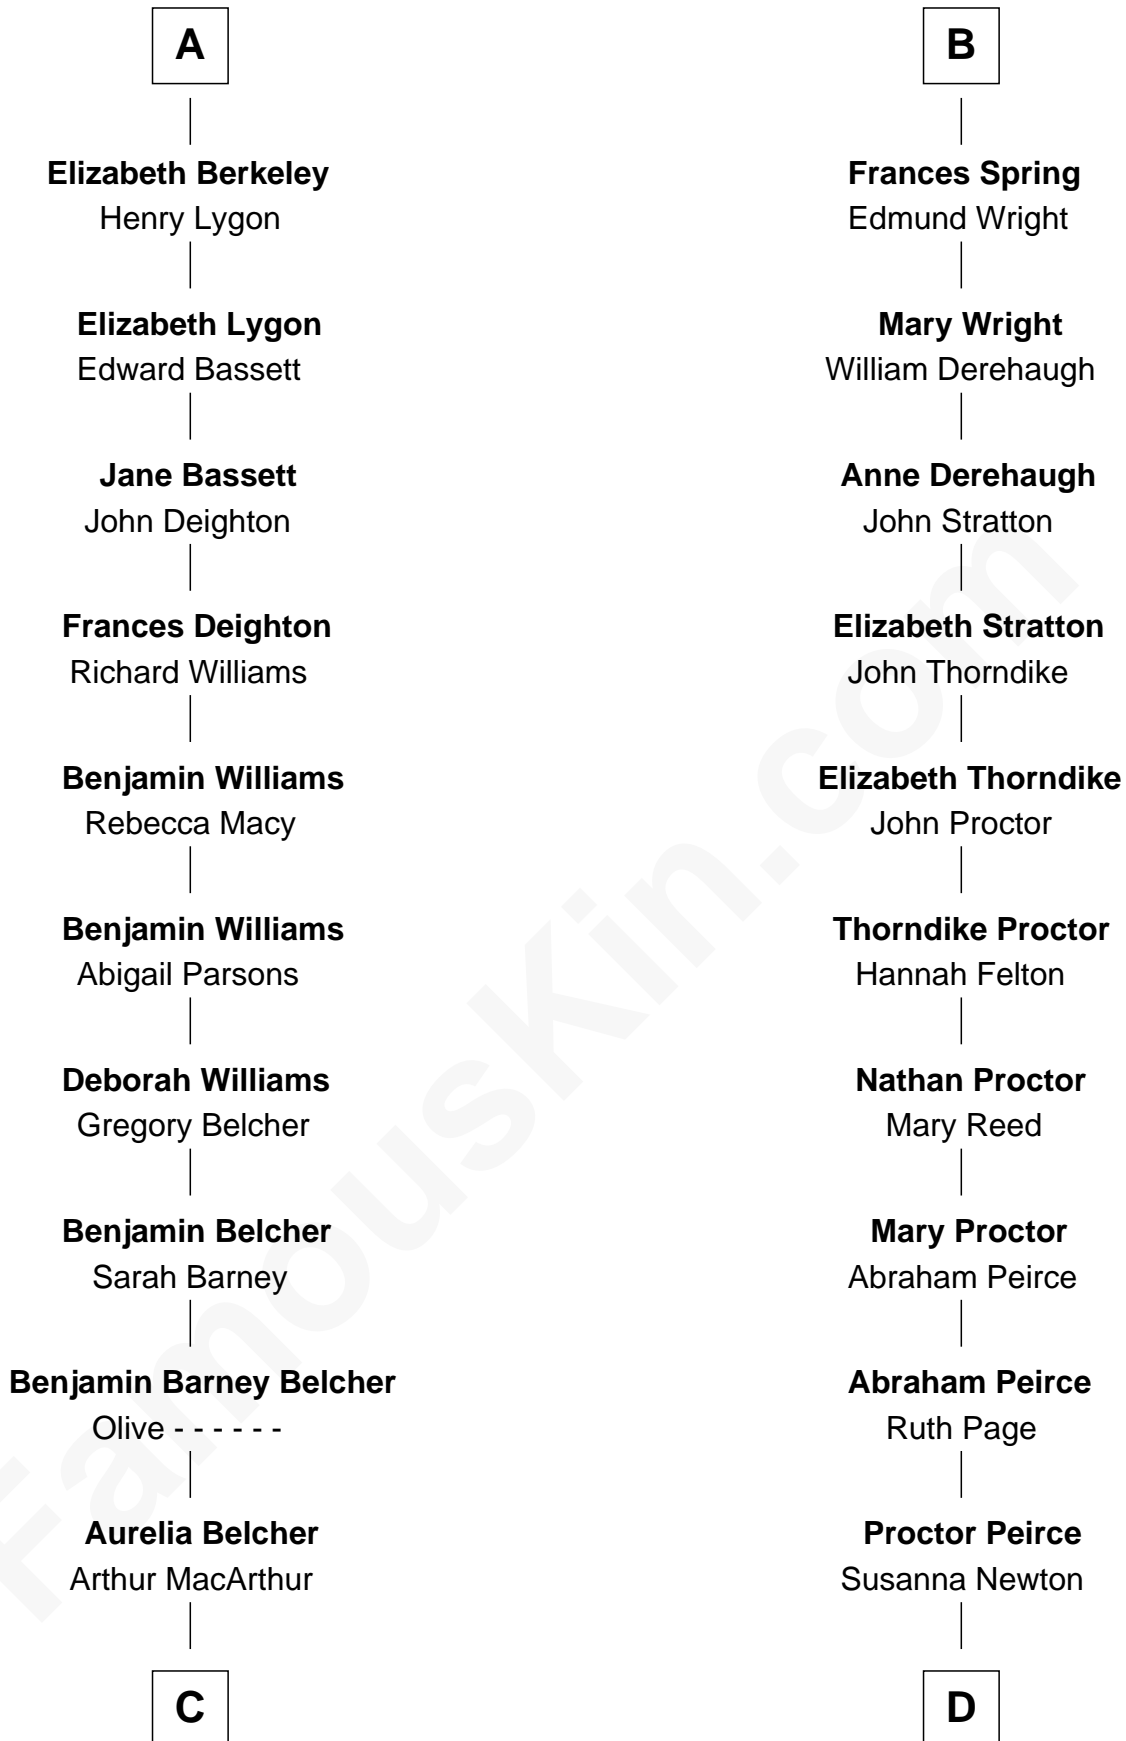 A
Elizabeth Berkeley
Henry Lygon
Elizabeth Lygon
Edward Bassett
Jane Bassett
John Deighton
Frances Deighton
Richard Williams
Benjamin Williams
Rebecca Macy
Benjamin Williams
Abigail Parsons
Deborah Williams
Gregory Belcher
Benjamin Belcher
Sarah Barney
Benjamin Barney Belcher
Olive - - - - - -
Aurelia Belcher
Arthur MacArthur
C
B
Frances Spring
Edmund Wright
Mary Wright
William Derehaugh
Anne Derehaugh
John Stratton
Elizabeth Stratton
John Thorndike
Elizabeth Thorndike
John Proctor
Thorndike Proctor
Hannah Felton
Nathan Proctor
Mary Reed
Mary Proctor
Abraham Peirce
Abraham Peirce
Ruth Page
Proctor Peirce
Susanna Newton
D
FamousKin.com